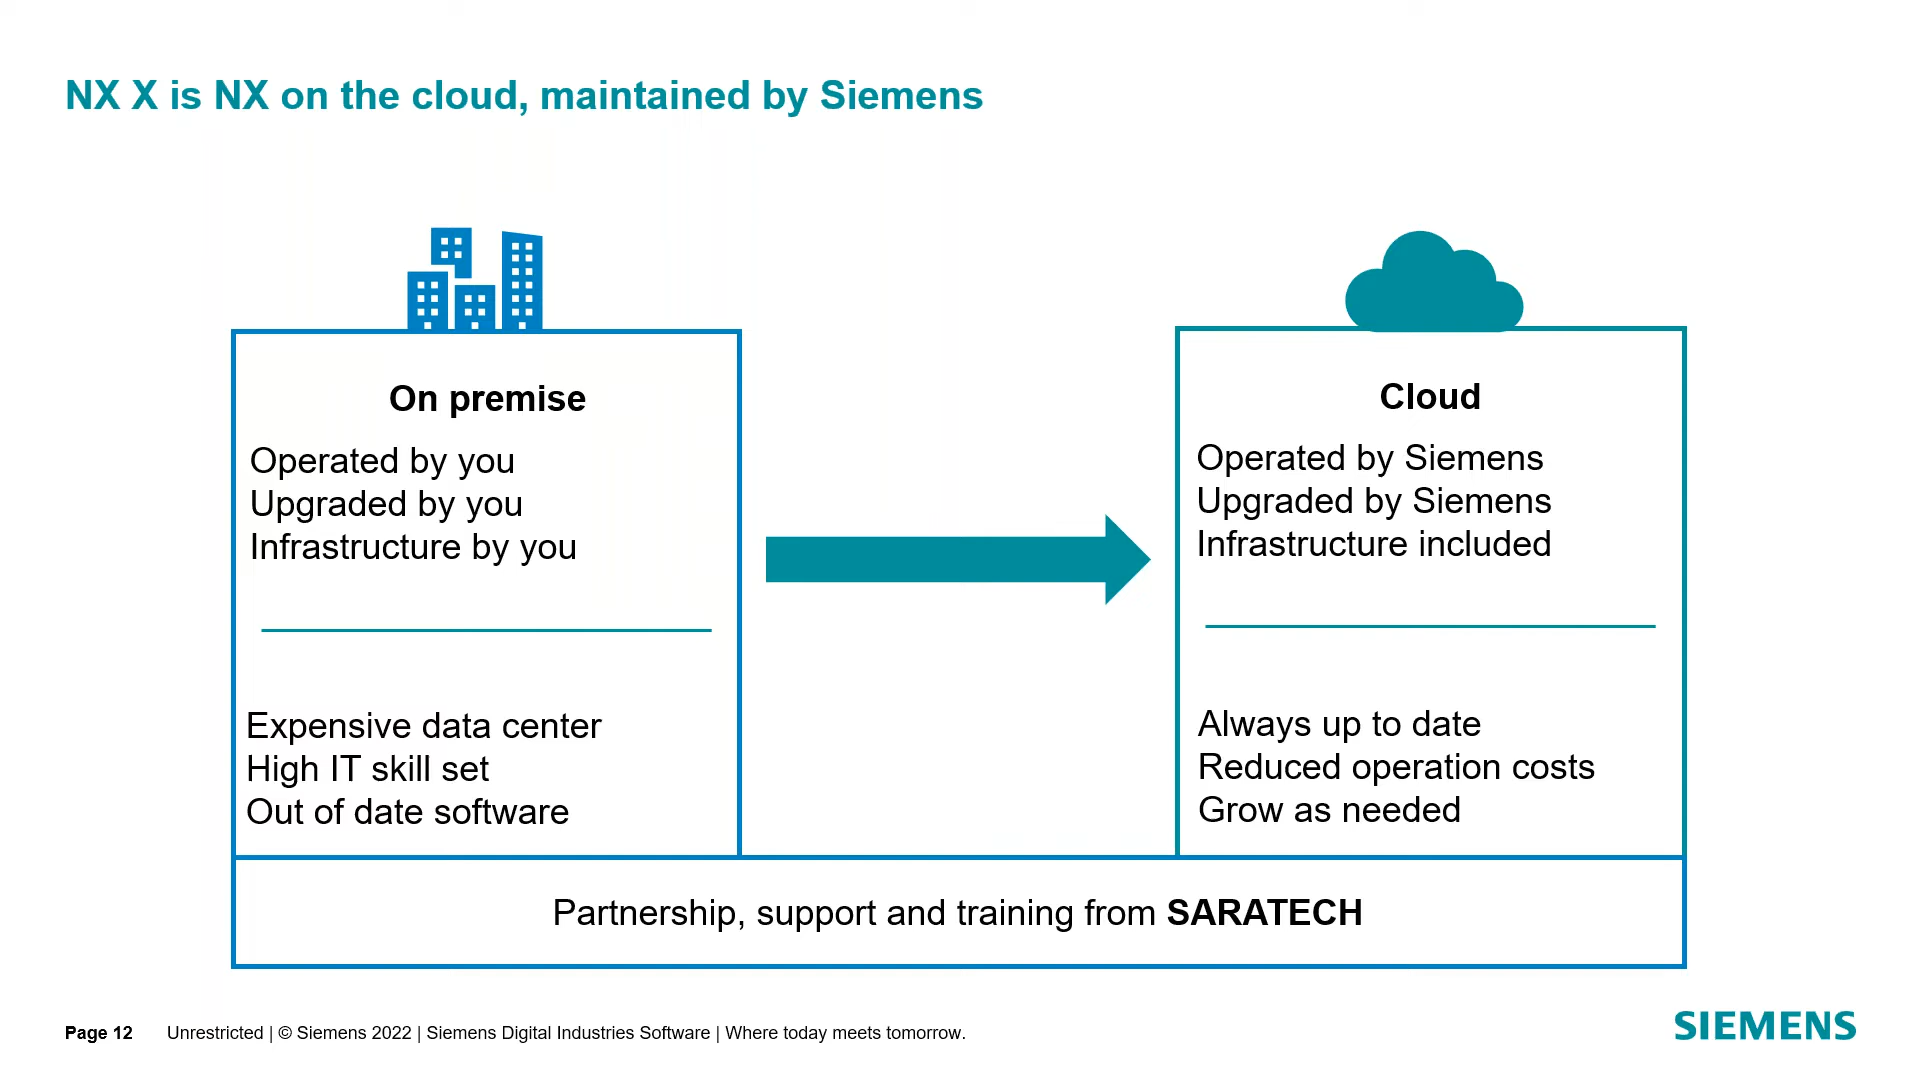 NX X is NX on the cloud, maintained by Siemens
On premise
Operated by you
Upgraded by you
Infrastructure by you
Expensive data center
High IT skill set
Out of date software
Cloud
Operated by Siemens
Upgraded by Siemens
Infrastructure included
Always up to date
Reduced operation costs
Grow as needed
Partnership, support and training from SARATECH
Page 12 Unrestricted | © Siemens 2022 | Siemens Digital Industries Software | Where today meets tomorrow.
SIEMENS